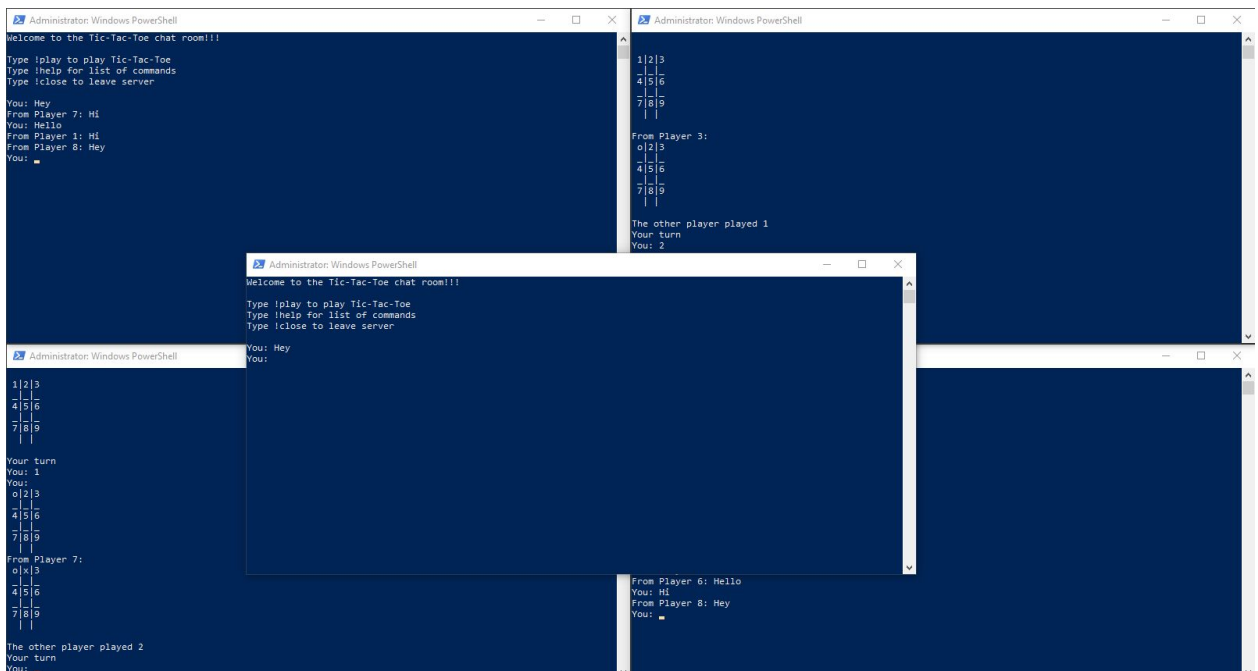 Administrator: Windows PowerShell
Welcome to the Tic-Tac-Toe chat room!!!
Type !play to play Tic-Tac-Toe
Type !help for list of commands
Type !close to leave server
You: Hey
From Player 7: Hi
You: Hello
From Player 1: Hi
From Player 8: Hey
You:
Administrator: Windows PowerShell
1|2|3
_|_|_
4|5|6
_|_|_
7|8|9
| |
From Player 3:
o|2|3
_|_|_
4|5|6
_|_|_
7|8|9
| |
The other player played 1
Your turn
You: 2
Administrator: Windows PowerShell
Welcome to the Tic-Tac-Toe chat room!!!
Type !play to play Tic-Tac-Toe
Type !help for list of commands
Type !close to leave server
You: Hey
You:
Administrator: Windows PowerShell
1|2|3
_|_|_
4|5|6
_|_|_
7|8|9
| |
Your turn
You: 1
You:
o|2|3
_|_|_
4|5|6
_|_|_
7|8|9
| |
From Player 7:
o|x|3
_|_|_
4|5|6
_|_|_
7|8|9
| |
The other player played 2
Your turn
You:
From Player 6: Hello
You: Hi
From Player 8: Hey
You: